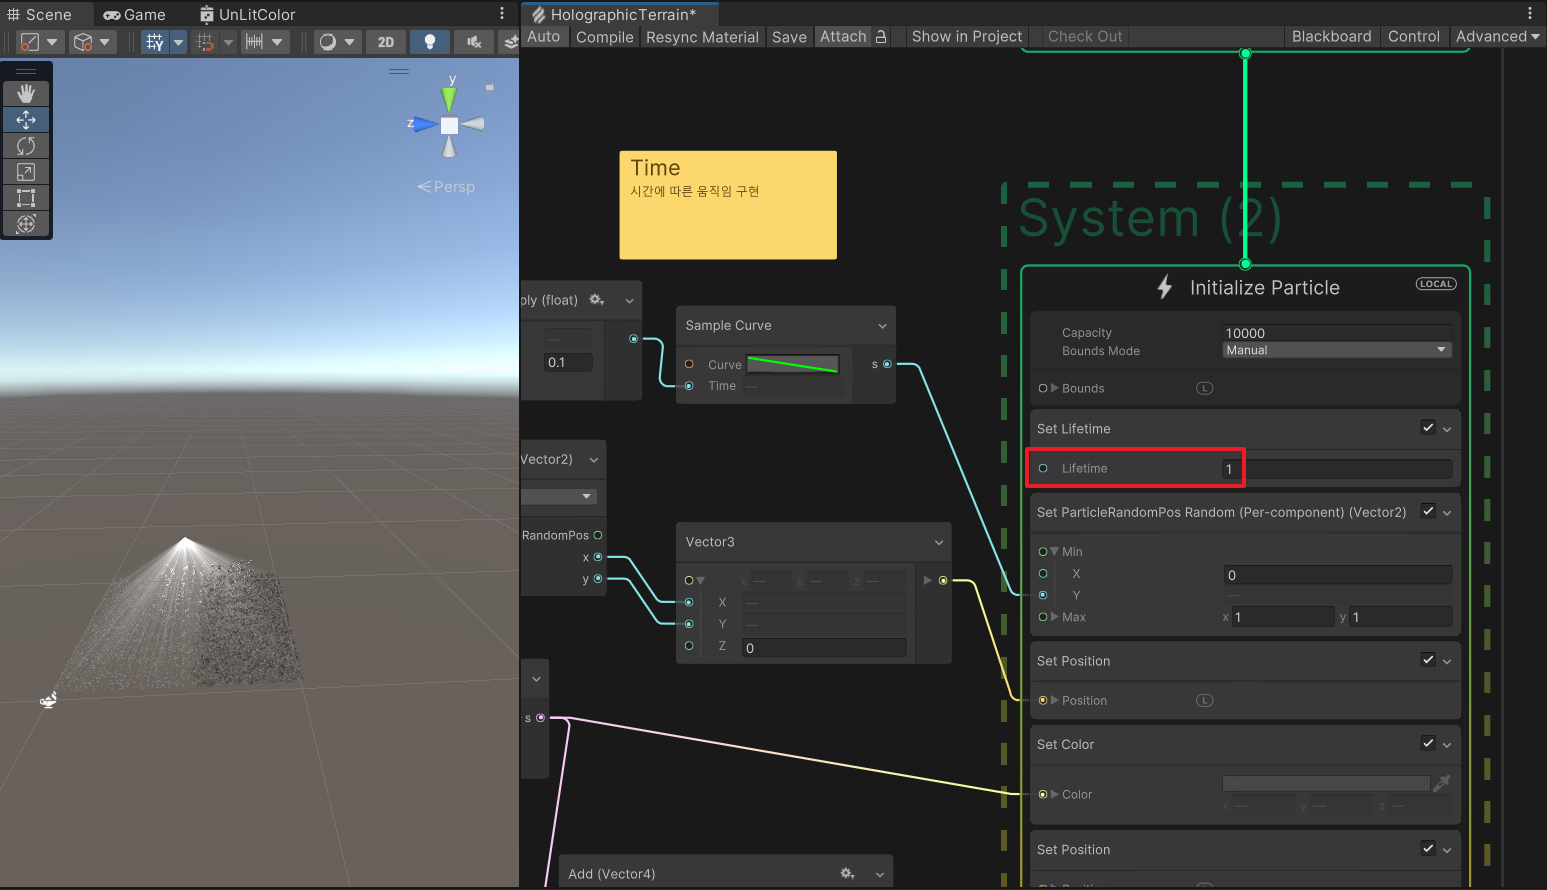 Scene
Game
UnLitColor
HolographicTerrain*
Auto
Compile
Resync Material
Save
Attach
Show in Project
Check Out
Blackboard
Control
Advanced
2D
y
z
Persp
Time
시간에 따른 움직임 구현
System (2)
Initialize Particle
LOCAL
Capacity
10000
Bounds Mode
Manual
Bounds
L
Set Lifetime
Lifetime
1
Set ParticleRandomPos Random (Per-component) (Vector2)
Min
X
0
Y
Max
x 1
y 1
Set Position
Position
L
Set Color
Color
x
y
z
Set Position
ply (float)
0.1
Sample Curve
Curve
s
Time
Vector2)
RandomPos
x
y
Vector3
x
y
z
X
Y
Z
0
s
Add (Vector4)